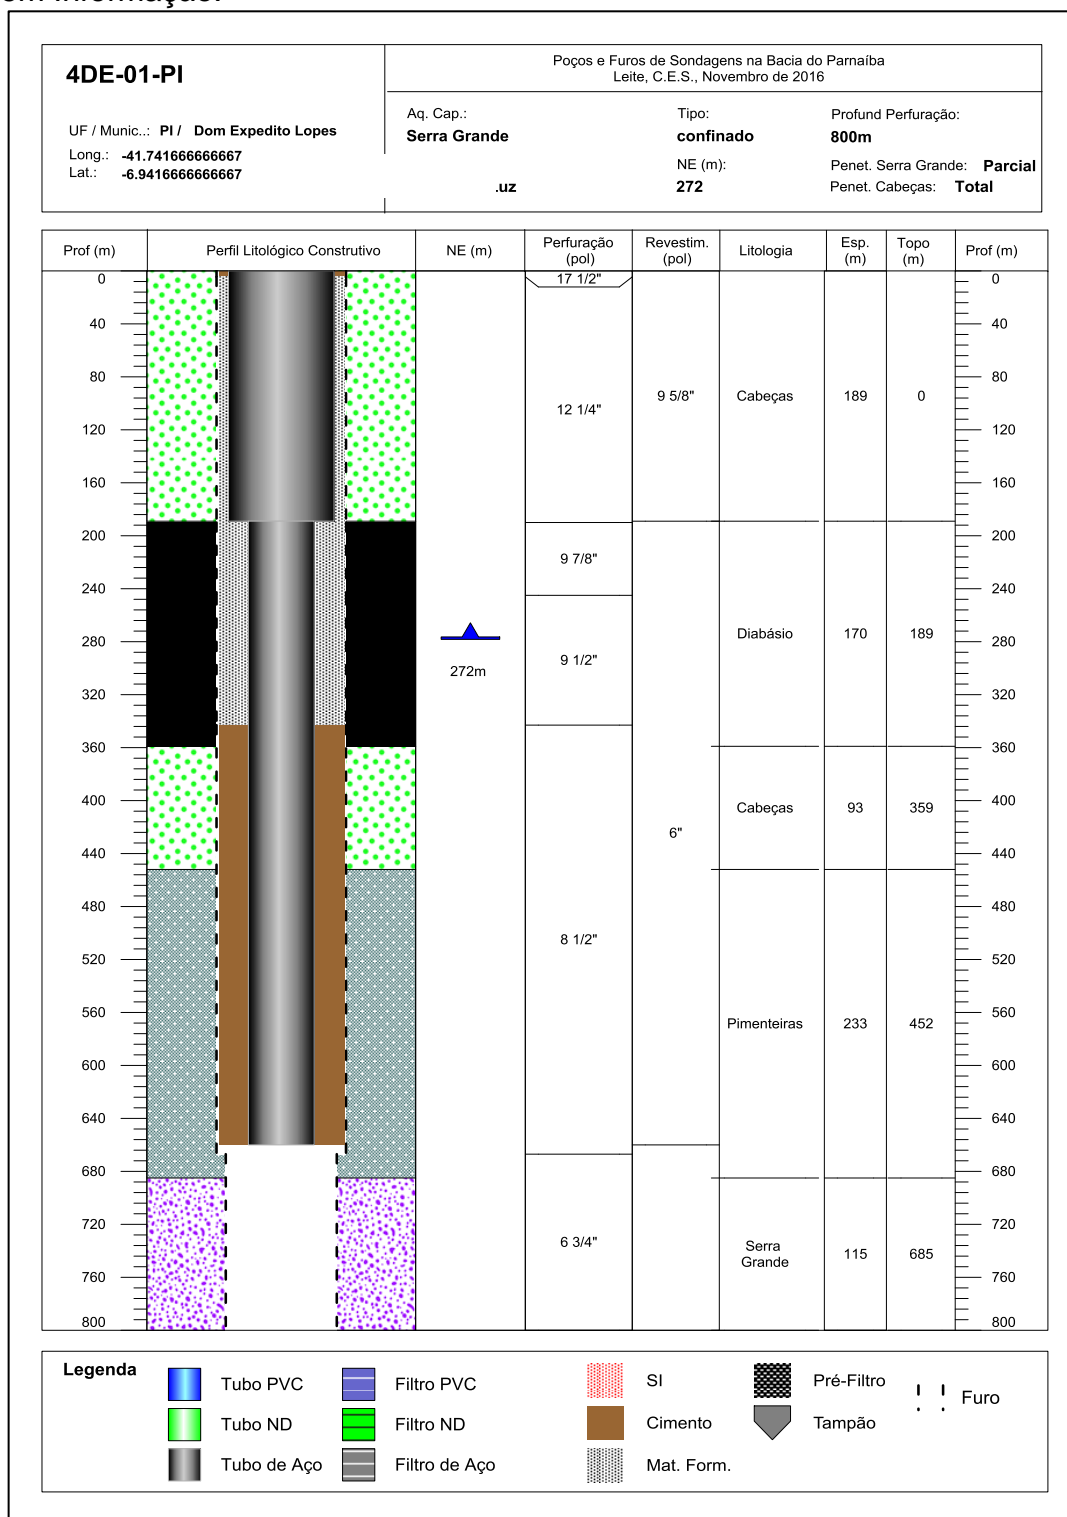 4DE-01-PI
UF / Munic..: PI / Dom Expedito Lopes
Long.: -41.741666666667
Lat.: -6.9416666666667
Poços e Furos de Sondagens na Bacia do Parnaíba
Leite, C.E.S., Novembro de 2016
Aq. Cap.: Tipo: Profund Perfuração:
Serra Grande confinado 800m
NE (m): Penet. Serra Grande: Parcial
.uz 272 Penet. Cabeças: Total
Prof (m) Perfil Litológico Construtivo NE (m) Perfuração (pol) Revestim. (pol) Litologia Esp. (m) Topo (m) Prof (m)
0 17 1/2" 0
40 40
80 80
12 1/4" 9 5/8" Cabeças 189 0
120 120
160 160
200 200
9 7/8"
240 240
280 Diabásio 170 189 280
272m 9 1/2"
320 320
360 360
400 Cabeças 93 359 400
6"
440 440
480 480
8 1/2"
520 520
560 Pimenteiras 233 452 560
600 600
640 640
680 680
720 720
6 3/4" Serra Grande 115 685
760 760
800 800
Legenda
Tubo PVC Filtro PVC SI Pré-Filtro Furo
Tubo ND Filtro ND Cimento Tampão
Tubo de Aço Filtro de Aço Mat. Form.